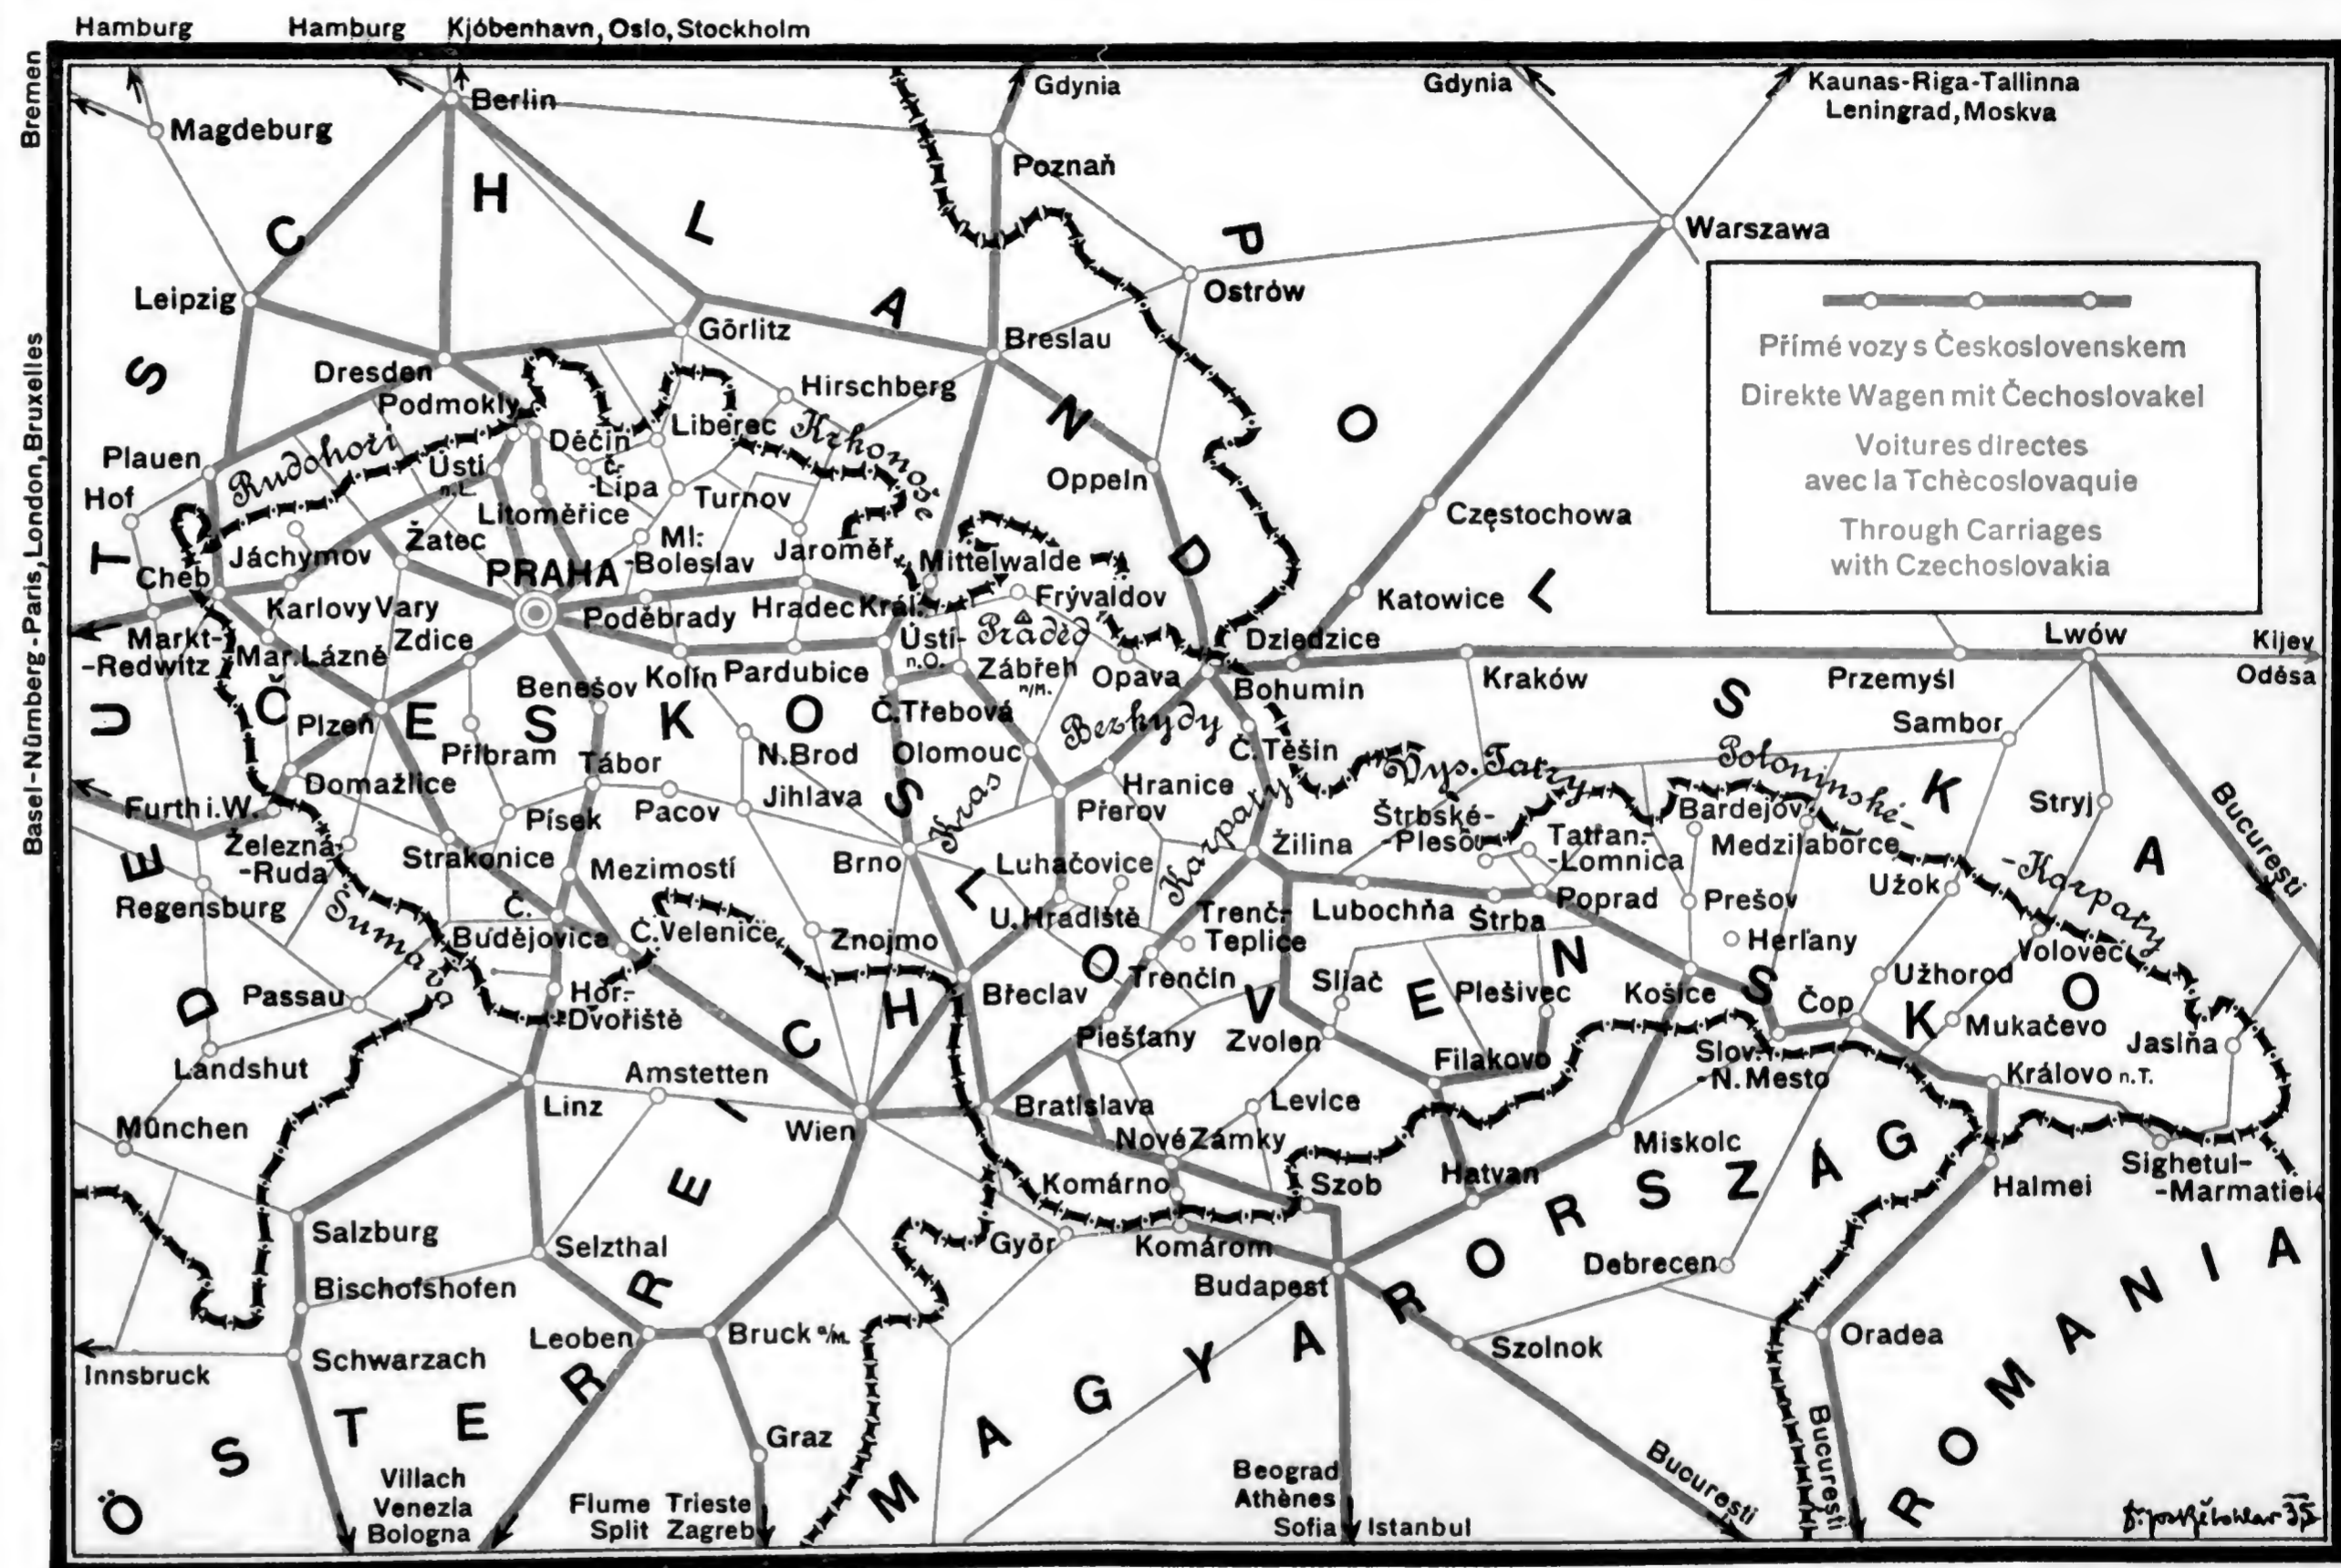 Hamburg
Hamburg
Kjöbenhavn, Oslo, Stockholm
Bremen
Basel-Nürnberg-Paris, London, Bruxelles
Gdynia
Gdynia
Kaunas-Riga-Tallinna
Leningrad, Moskva
Berlin
Magdeburg
Poznaň
Warszawa
Ostrów
Leipzig
Görlitz
Breslau
Dresden
Hirschberg
Podmokly
Děčín
Liberec
Krkonoše
Plauen
Rudohoří
Ústí
n.L.
Č.
-Lípa
Turnov
Oppeln
Hof
Litoměřice
Częstochowa
Jáchymov
Žatec
Ml:
-Boleslav
Jaroměř
Mittelwalde
Cheb
PRAHA
Frývaldov
Katowice
Karlovy Vary
Poděbrady
Hradec Král.
Markt-
-Redwitz
Mar. Lázně
Zdice
Ústí-
n.O.
Praděd
Dziedzice
Lwów
Kijev
Odésa
Benešov
Kolín
Pardubice
Zábřeh
n/M.
Opava
Bohumín
Kraków
Przemyśl
Plzeň
Č.Třebová
Bezkydy
Sambor
Příbram
Tábor
N.Brod
Olomouc
Č.Těšín
Vys. Tatry
Poloninské-
-Karpaty
Domažlice
Pacov
Jihlava
Kras
Hranice
Přerov
Karpaty
Furth i.W.
Písek
Štrbské-
-Pleso
Tatran.-
-Lomnica
Bardejov
Medzilaborce
Stryj
București
Železná-
-Ruda
Strakonice
Mezimostí
Brno
Luhačovice
Žilina
Užok
Regensburg
Šumava
Č.
Budějovice
Č.Velenice
Znojmo
U.Hradiště
Trenč.-
Teplice
Lubochňa
Štrba
Poprad
Prešov
Herľany
Volovec
Passau
Hor.-
-Dvořiště
Břeclav
Trenčín
Sliač
Plešivec
Košice
Čop
Užhorod
Mukačevo
Jasiňa
Landshut
Piešťany
Zvolen
Filakovo
Slov.-
-N.Mesto
Královo n.T.
Amstetten
Linz
Wien
Bratislava
Levice
München
Nové Zámky
Miskolc
Komárno
Szob
Hatvan
Halmei
Sighetul-
-Marmatiei
Salzburg
Selzthal
Györ
Komárom
Debrecen
Budapest
Bischofshofen
Leoben
Bruck a/M.
Szolnok
Oradea
Innsbruck
Schwarzach
Graz
Villach
Venezia
Bologna
Fiume Trieste
Split Zagreb
Beograd
Athènes
Sofia
Istanbul
București
București
DEUTSCHLAND
POLSKA
ČESKOSLOVENSKO
ÖSTERREICH
MAGYARORSZÁG
ROMANIA
Přímé vozy s Československem
Direkte Wagen mit Čechoslovakei
Voitures directes
avec la Tchècoslovaquie
Through Carriages
with Czechoslovakia
35